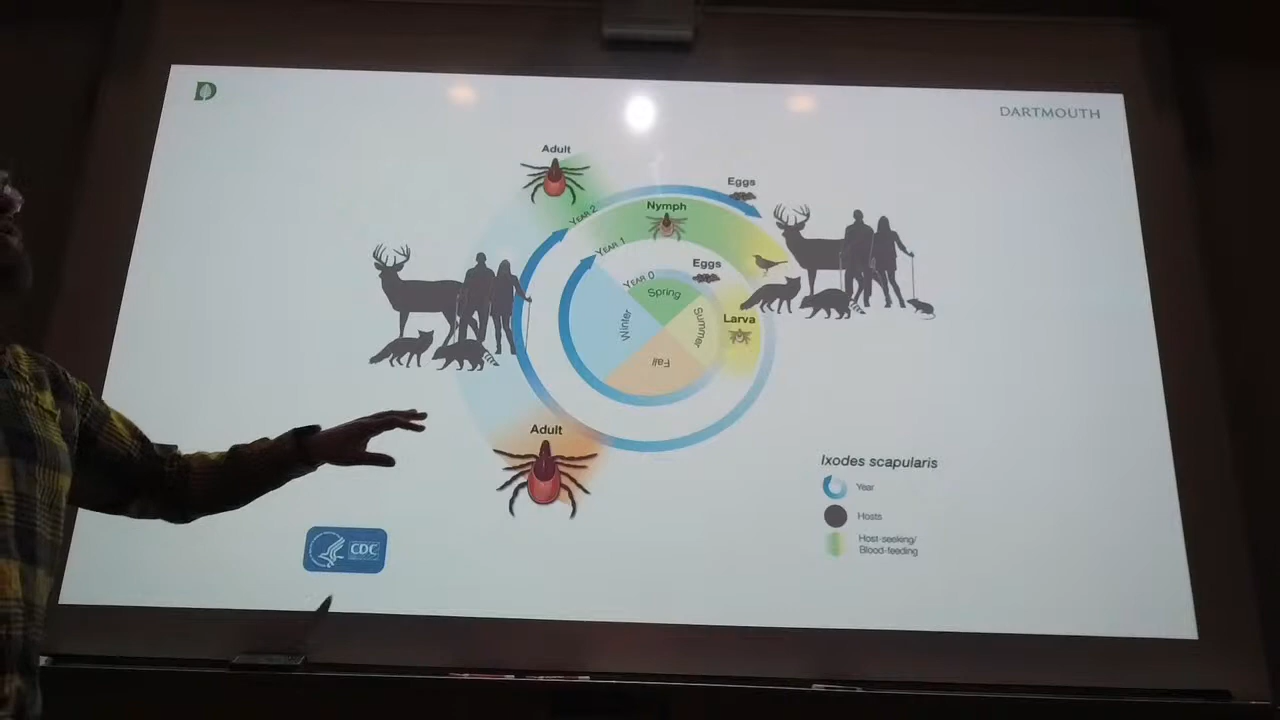 D
DARTMOUTH
Adult
Eggs
YEAR 2
Nymph
YEAR 1
Eggs
YEAR 0
Spring
Winter
Summer
Larva
Fall
Adult
Ixodes scapularis
Year
Hosts
Host-seeking/
Blood-feeding
CDC